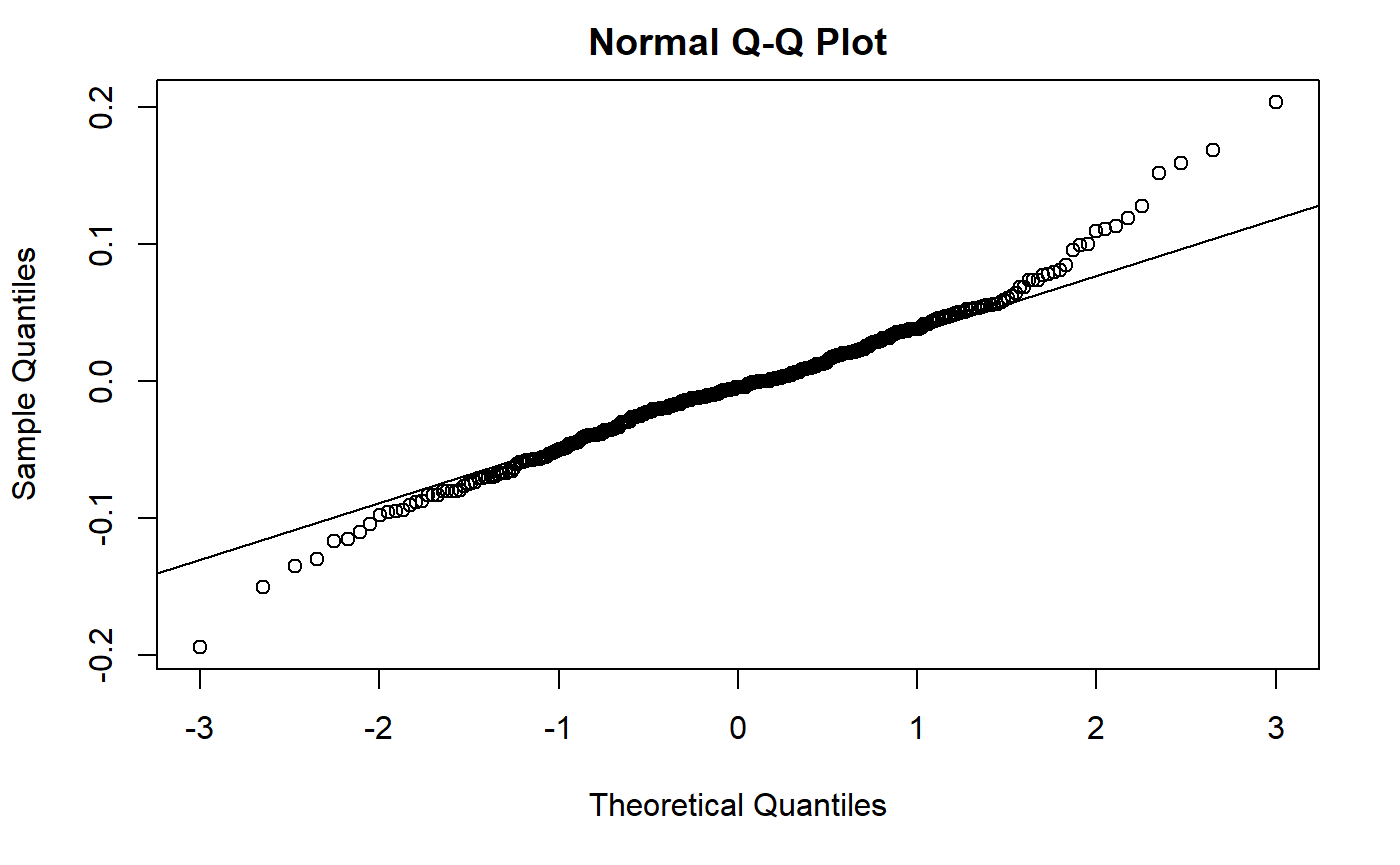 Normal Q-Q Plot
Sample Quantiles
0.2
0.1
0.0
-0.1
-0.2
-3 -2 -1 0 1 2 3
Theoretical Quantiles